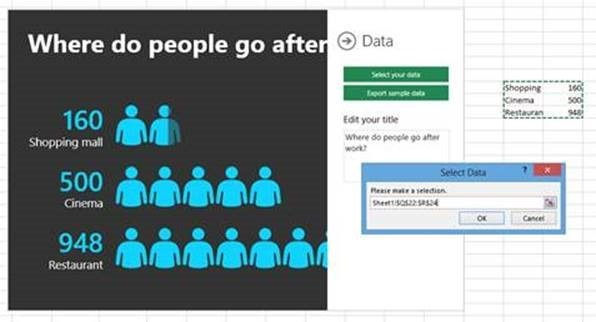 Where do people go after
160
Shopping mall
500
Cinema
948
Restaurant
Data
Select your data
Export sample data
Edit your title
Where do people go after
work?
Select Data
?
x
Please make a selection.
Sheet1!$Q$22:$R$24
OK
Cancel
Shopping 160
Cinema 500
Restauran 948